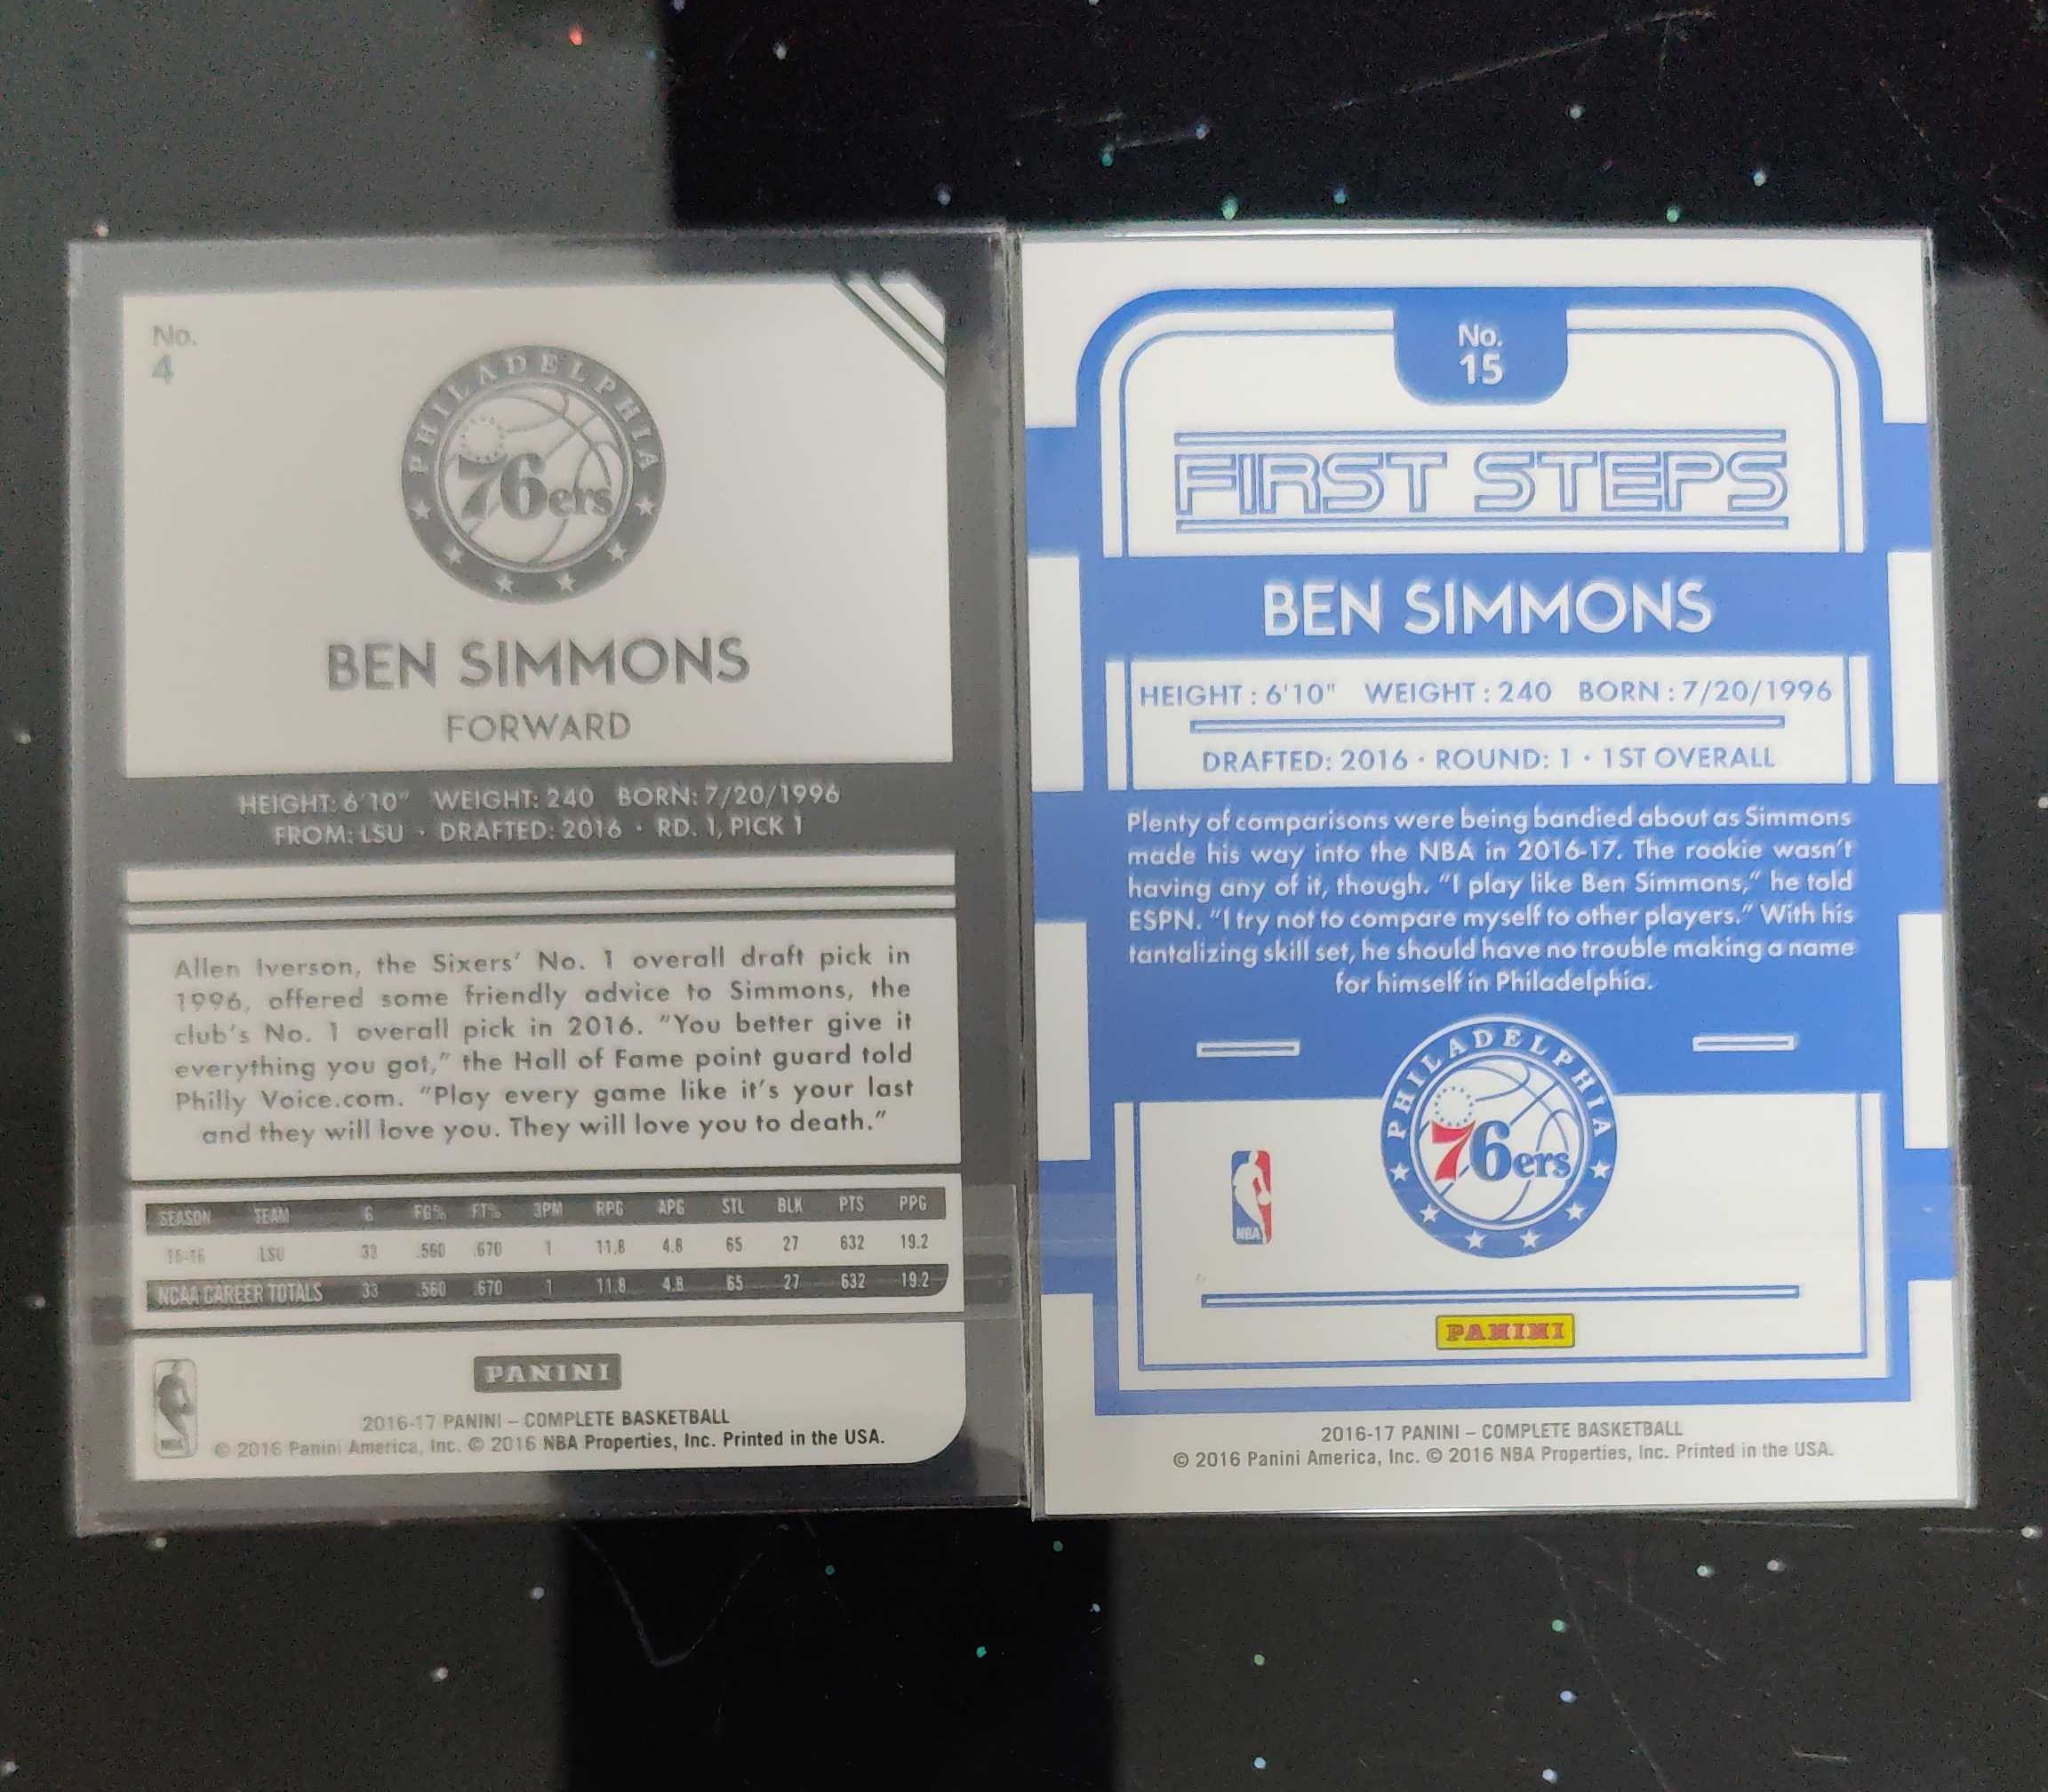 No.
4
PHILADELPHIA
76ers
BEN SIMMONS
FORWARD
HEIGHT: 6'10" WEIGHT: 240 BORN: 7/20/1996
FROM: LSU · DRAFTED: 2016 · RD. 1, PICK 1
Allen Iverson, the Sixers' No. 1 overall draft pick in
1996, offered some friendly advice to Simmons, the
club's No. 1 overall pick in 2016. "You better give it
everything you got," the Hall of Fame point guard told
Philly Voice.com. "Play every game like it's your last
and they will love you. They will love you to death."
SEASON TEAM G FG% FT% 3PM RPG APG STL BLK PTS PPG
15-16 LSU 33 .560 .670 1 11.8 4.8 65 27 632 19.2
NCAA CAREER TOTALS 33 .560 .670 1 11.8 4.8 65 27 632 19.2
PANINI
NBA
2016-17 PANINI – COMPLETE BASKETBALL
© 2016 Panini America, Inc. © 2016 NBA Properties, Inc. Printed in the USA.
No.
15
FIRST STEPS
BEN SIMMONS
HEIGHT : 6'10" WEIGHT : 240 BORN : 7/20/1996
DRAFTED: 2016 · ROUND: 1 · 1ST OVERALL
Plenty of comparisons were being bandied about as Simmons
made his way into the NBA in 2016-17. The rookie wasn't
having any of it, though. "I play like Ben Simmons," he told
ESPN. "I try not to compare myself to other players." With his
tantalizing skill set, he should have no trouble making a name
for himself in Philadelphia.
PHILADELPHIA
76ers
NBA
PANINI
2016-17 PANINI – COMPLETE BASKETBALL
© 2016 Panini America, Inc. © 2016 NBA Properties, Inc. Printed in the USA.